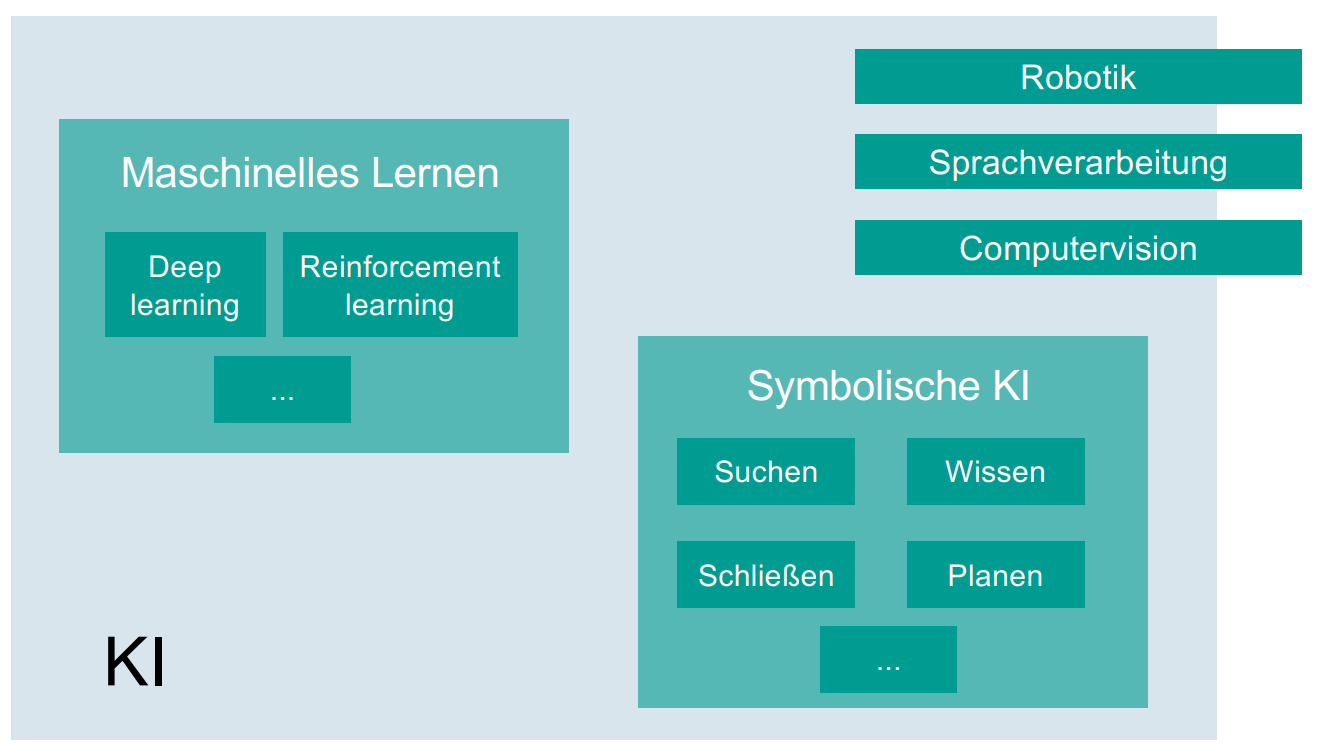 Robotik
Sprachverarbeitung
Computervision
Maschinelles Lernen
Deep
learning
Reinforcement
learning
...
Symbolische KI
Suchen
Wissen
Schließen
Planen
...
KI